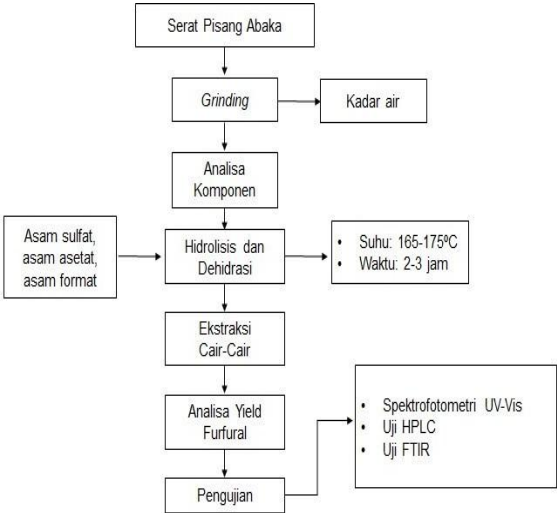 Serat Pisang Abaka
Grinding
Kadar air
Analisa
Komponen
Asam sulfat,
asam asetat,
asam format
Hidrolisis dan
Dehidrasi
• Suhu: 165-175⁰C
• Waktu: 2-3 jam
Ekstraksi
Cair-Cair
Analisa Yield
Furfural
• Spektrofotometri UV-Vis
• Uji HPLC
• Uji FTIR
Pengujian